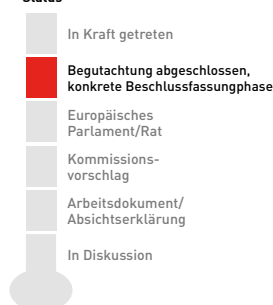 Status
In Kraft getreten
Begutachtung abgeschlossen,
konkrete Beschlussfassungphase
Europäisches
Parlament/Rat
Kommissions-
vorschlag
Arbeitsdokument/
Absichtserklärung
In Diskussion